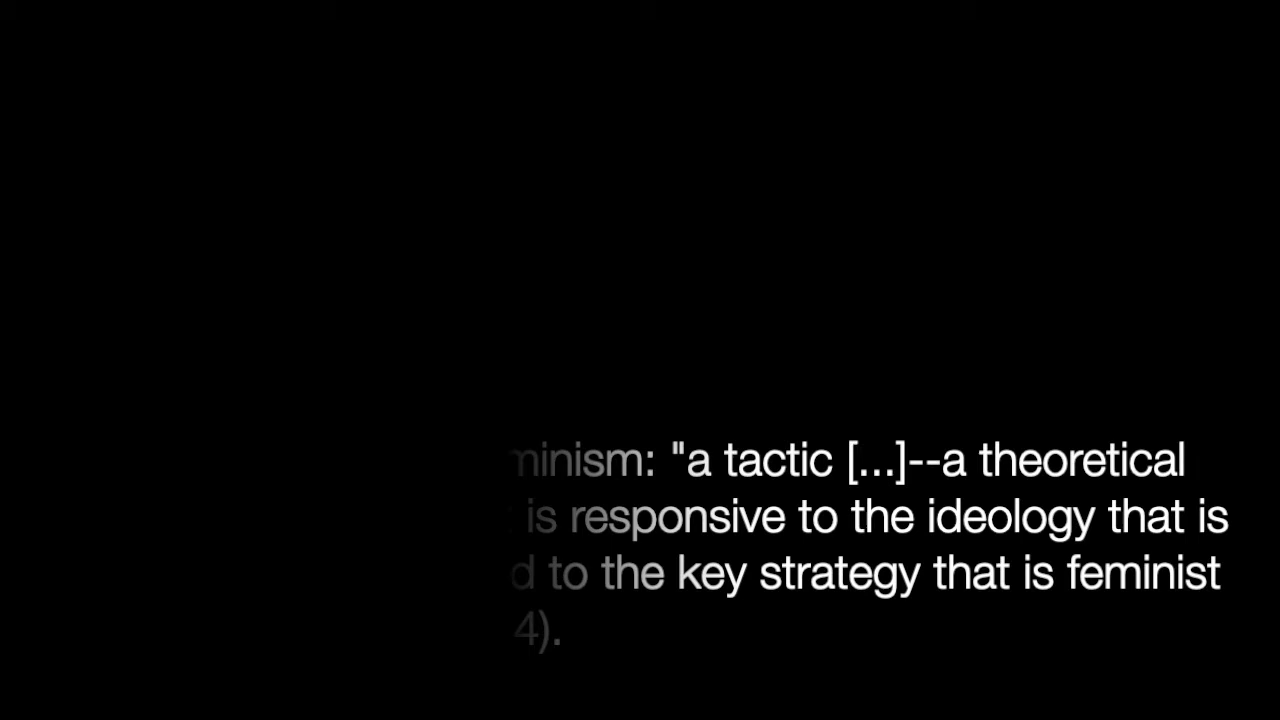 minism: "a tactic [...]--a theoretical
is responsive to the ideology that is
d to the key strategy that is feminist
4).